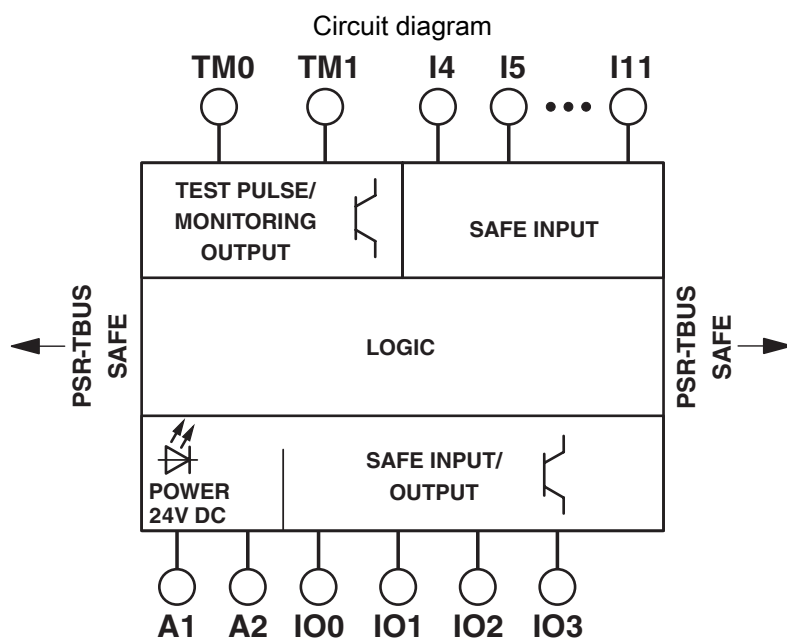 Circuit diagram
TM0 TM1 I4 I5 ••• I11
TEST PULSE/
MONITORING
OUTPUT
SAFE INPUT
PSR-TBUS
SAFE
LOGIC
PSR-TBUS
SAFE
POWER
24V DC
SAFE INPUT/
OUTPUT
A1 A2 IO0 IO1 IO2 IO3